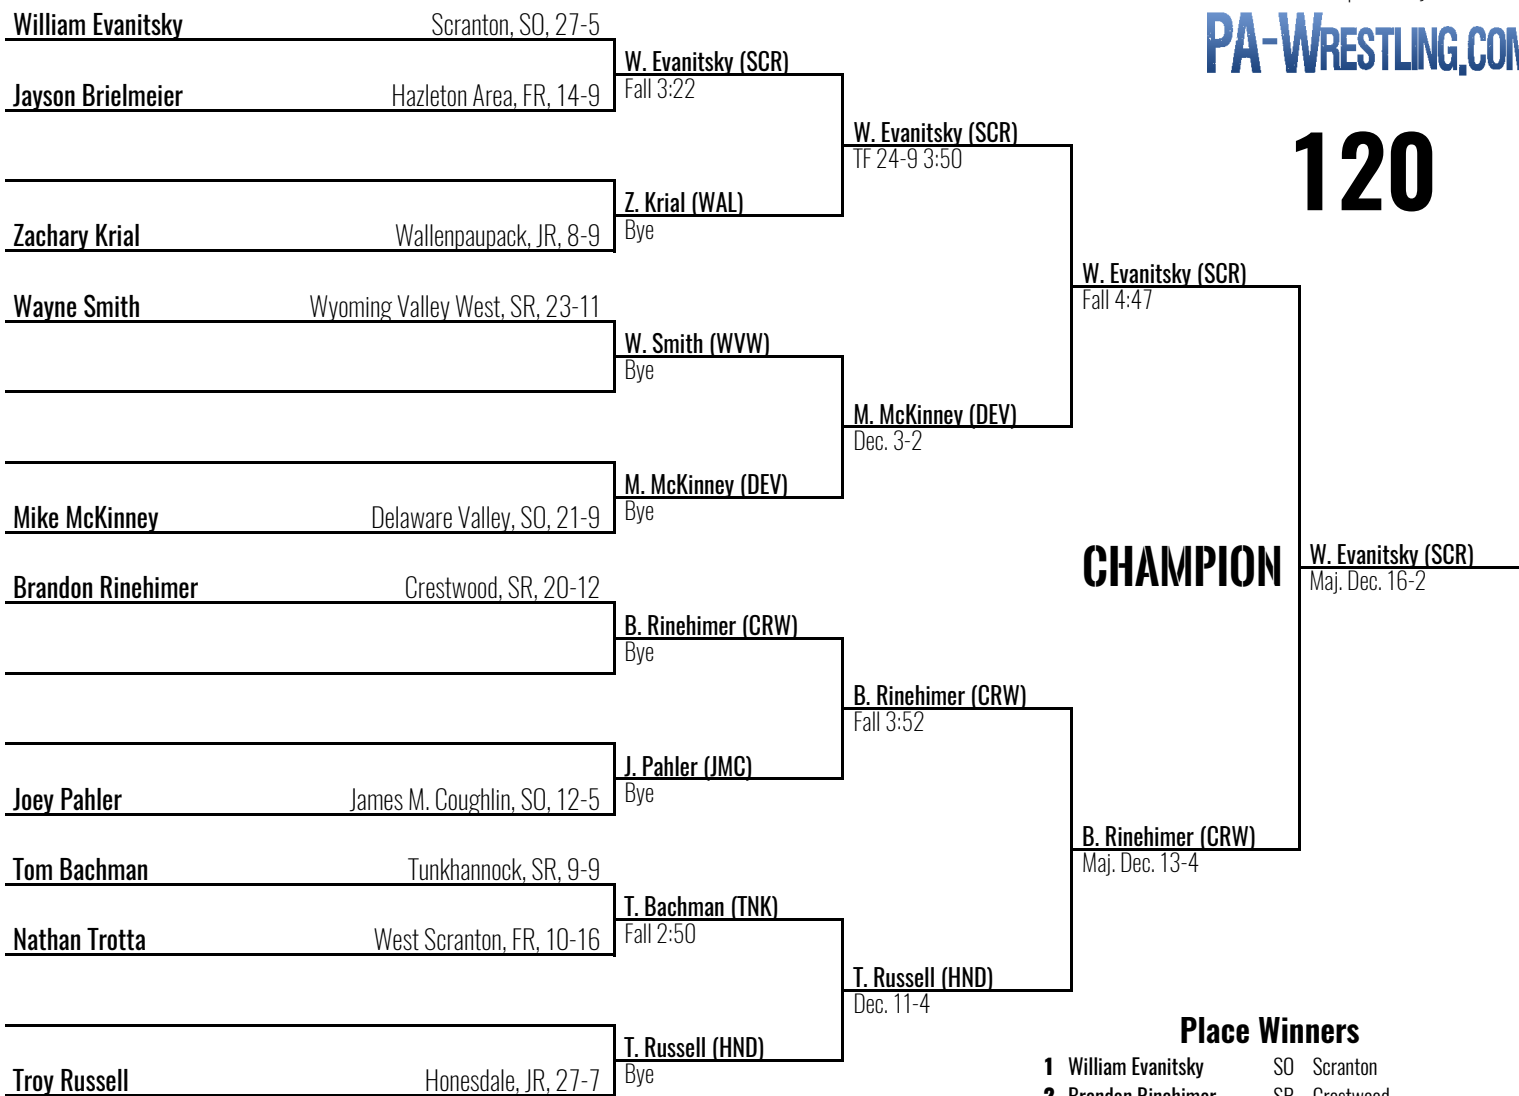 PA-WRESTLING.COM
120
William Evanitsky Scranton, SO, 27-5
Jayson Brielmeier Hazleton Area, FR, 14-9
Zachary Krial Wallenpaupack, JR, 8-9
Wayne Smith Wyoming Valley West, SR, 23-11
Mike McKinney Delaware Valley, SO, 21-9
Brandon Rinehimer Crestwood, SR, 20-12
Joey Pahler James M. Coughlin, SO, 12-5
Tom Bachman Tunkhannock, SR, 9-9
Nathan Trotta West Scranton, FR, 10-16
Troy Russell Honesdale, JR, 27-7
W. Evanitsky (SCR)
Fall 3:22
Z. Krial (WAL)
Bye
W. Smith (WVW)
Bye
M. McKinney (DEV)
Bye
B. Rinehimer (CRW)
Bye
J. Pahler (JMC)
Bye
T. Bachman (TNK)
Fall 2:50
T. Russell (HND)
Bye
W. Evanitsky (SCR)
TF 24-9 3:50
M. McKinney (DEV)
Dec. 3-2
B. Rinehimer (CRW)
Fall 3:52
T. Russell (HND)
Dec. 11-4
W. Evanitsky (SCR)
Fall 4:47
B. Rinehimer (CRW)
Maj. Dec. 13-4
CHAMPION
W. Evanitsky (SCR)
Maj. Dec. 16-2
Place Winners
1 William Evanitsky SO Scranton
2 Brandon Rinehimer SR Crestwood